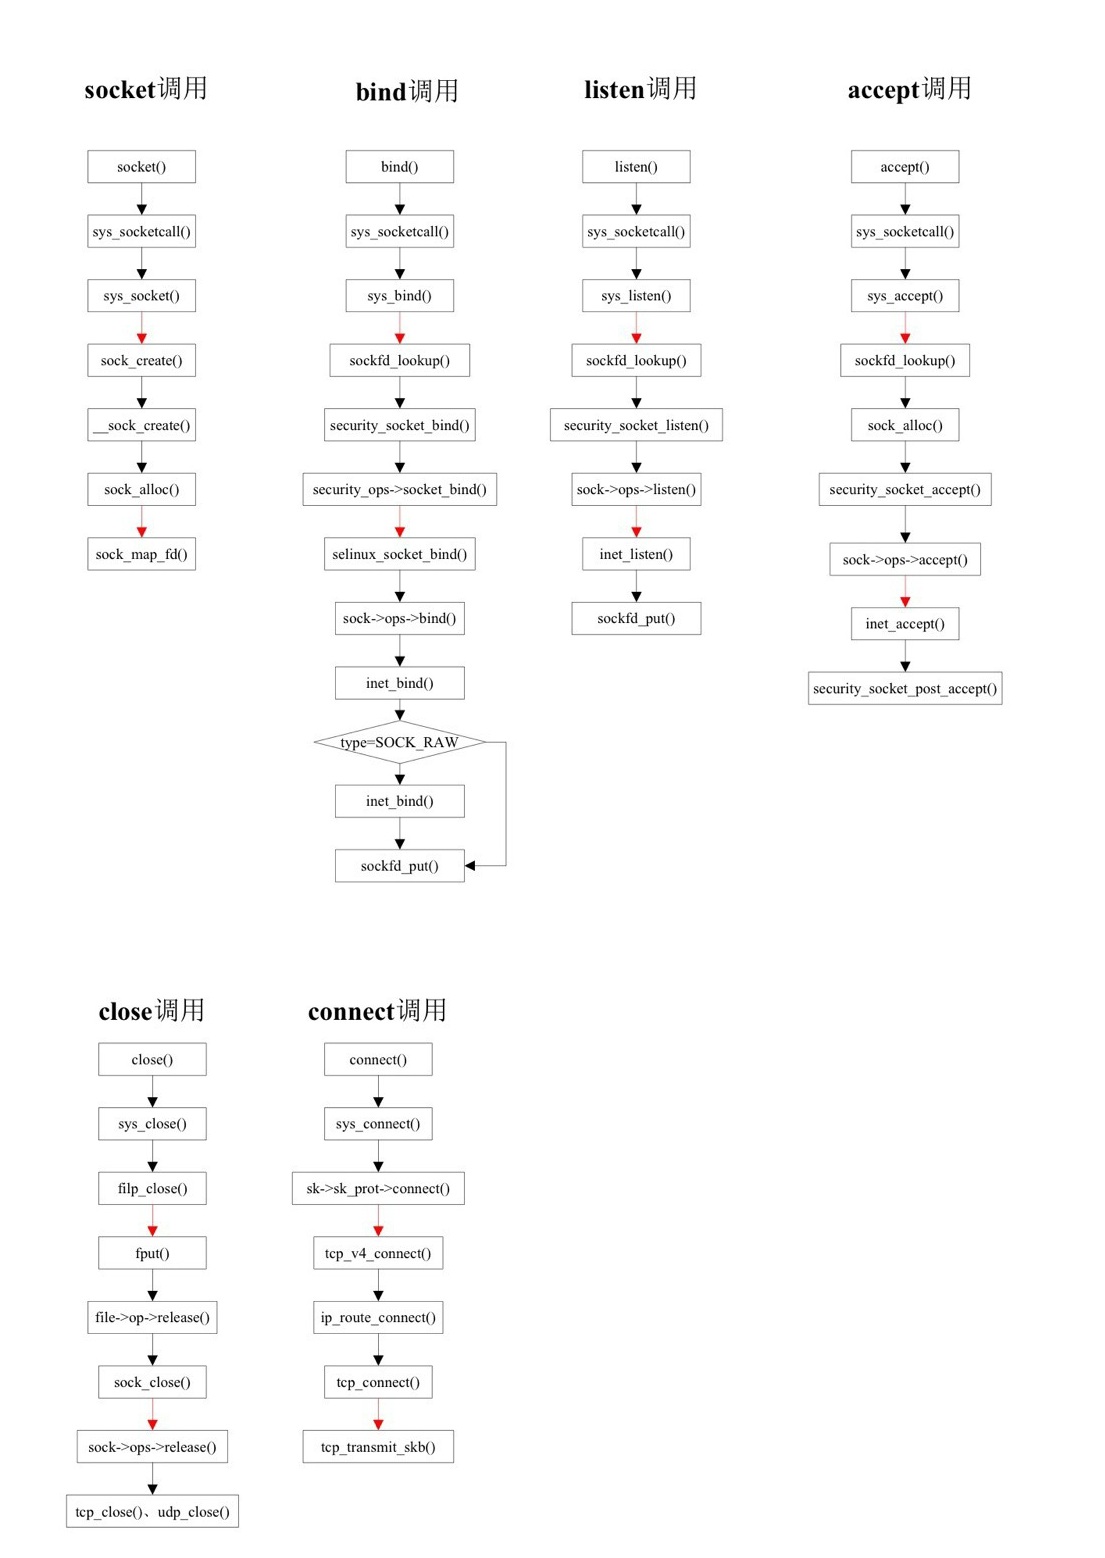 socket调用
socket()
sys_socketcall()
sys_socket()
sock_create()
__sock_create()
sock_alloc()
sock_map_fd()
bind调用
bind()
sys_socketcall()
sys_bind()
sockfd_lookup()
security_socket_bind()
security_ops->socket_bind()
selinux_socket_bind()
sock->ops->bind()
inet_bind()
type=SOCK_RAW
inet_bind()
sockfd_put()
listen调用
listen()
sys_socketcall()
sys_listen()
sockfd_lookup()
security_socket_listen()
sock->ops->listen()
inet_listen()
sockfd_put()
accept调用
accept()
sys_socketcall()
sys_accept()
sockfd_lookup()
sock_alloc()
security_socket_accept()
sock->ops->accept()
inet_accept()
security_socket_post_accept()
close调用
close()
sys_close()
filp_close()
fput()
file->op->release()
sock_close()
sock->ops->release()
tcp_close()、udp_close()
connect调用
connect()
sys_connect()
sk->sk_prot->connect()
tcp_v4_connect()
ip_route_connect()
tcp_connect()
tcp_transmit_skb()